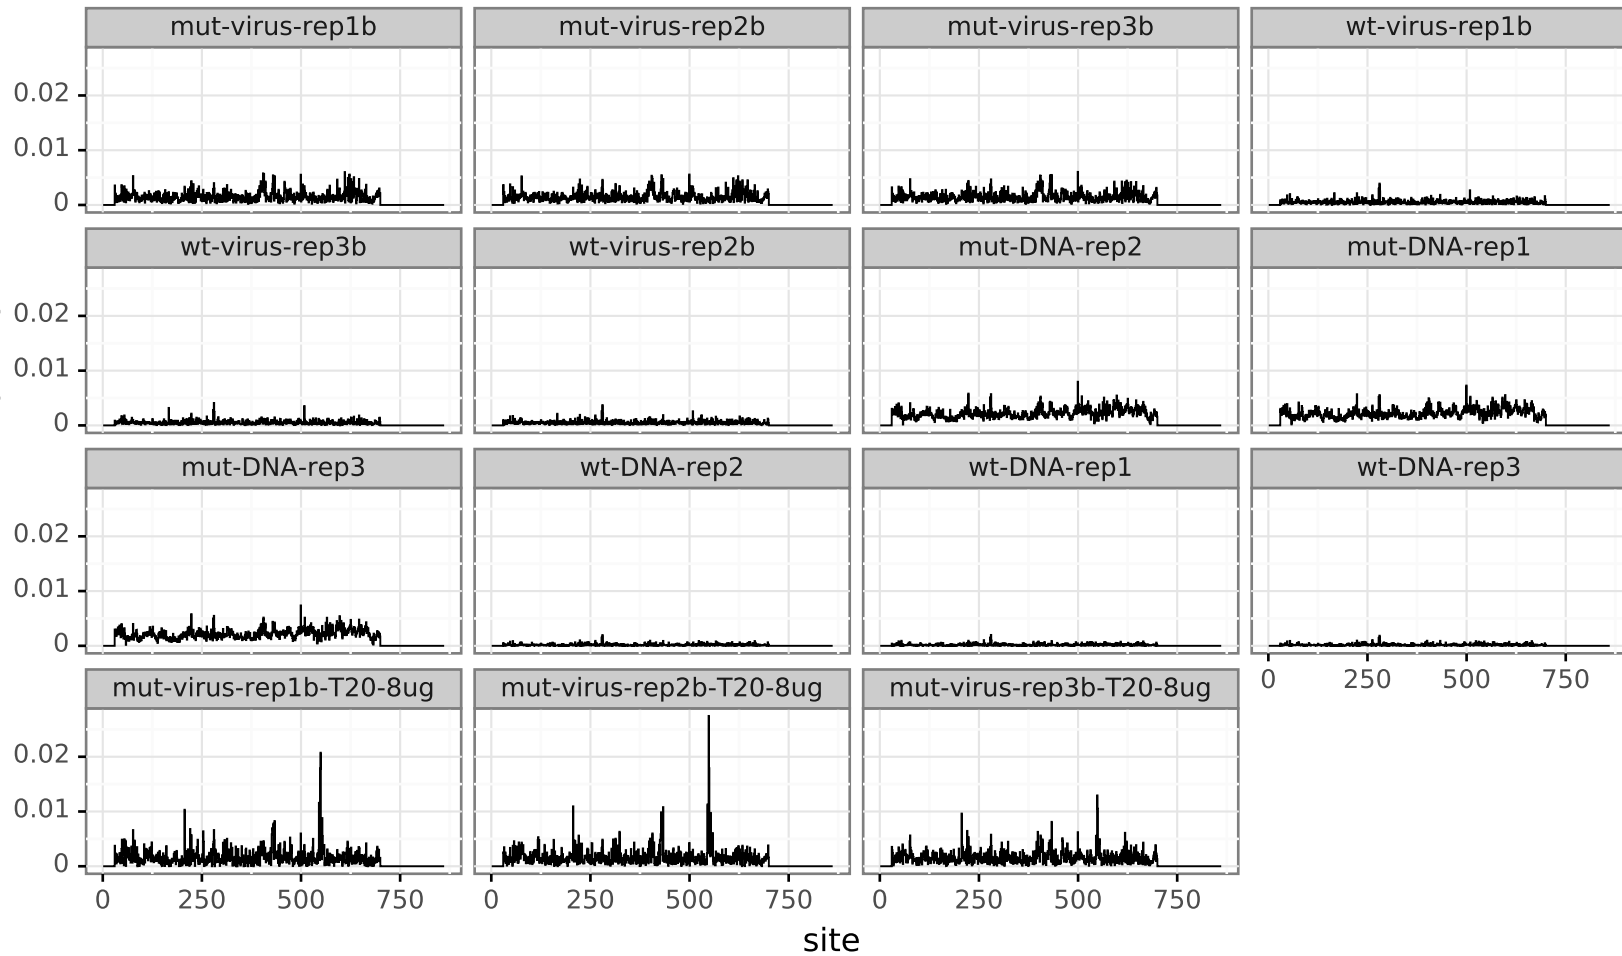 mut-virus-rep1b mut-virus-rep2b mut-virus-rep3b wt-virus-rep1b
0.02
0.01
0
wt-virus-rep3b wt-virus-rep2b mut-DNA-rep2 mut-DNA-rep1
0.02
0.01
0
mut-DNA-rep3 wt-DNA-rep2 wt-DNA-rep1 wt-DNA-rep3
0.02
0.01
0
0 250 500 750
mut-virus-rep1b-T20-8ug mut-virus-rep2b-T20-8ug mut-virus-rep3b-T20-8ug
0.02
0.01
0
0 250 500 750 0 250 500 750 0 250 500 750
site